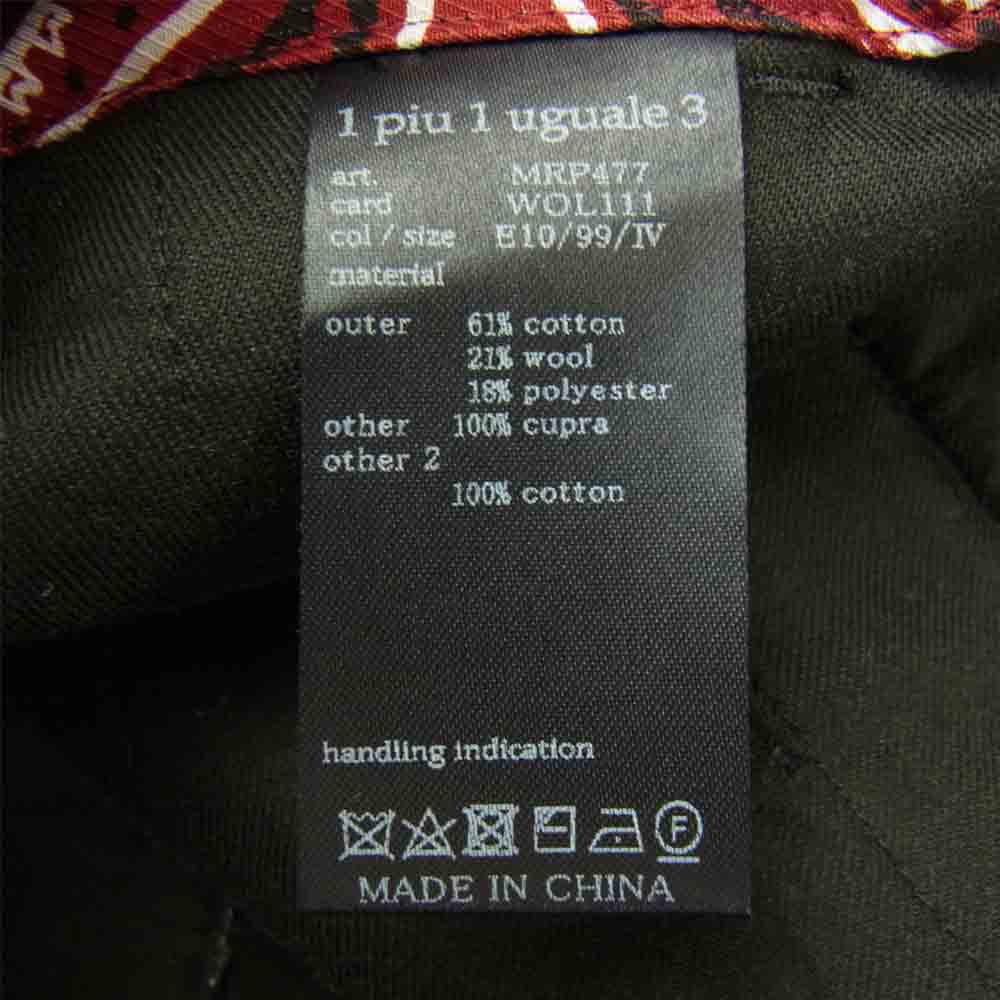 1 piu 1 uguale 3
art. MRP477
card WOL111
col / size E10/99/IV
material
outer 61% cotton
21% wool
18% polyester
other 100% cupra
other 2
100% cotton
handling indication
F
MADE IN CHINA